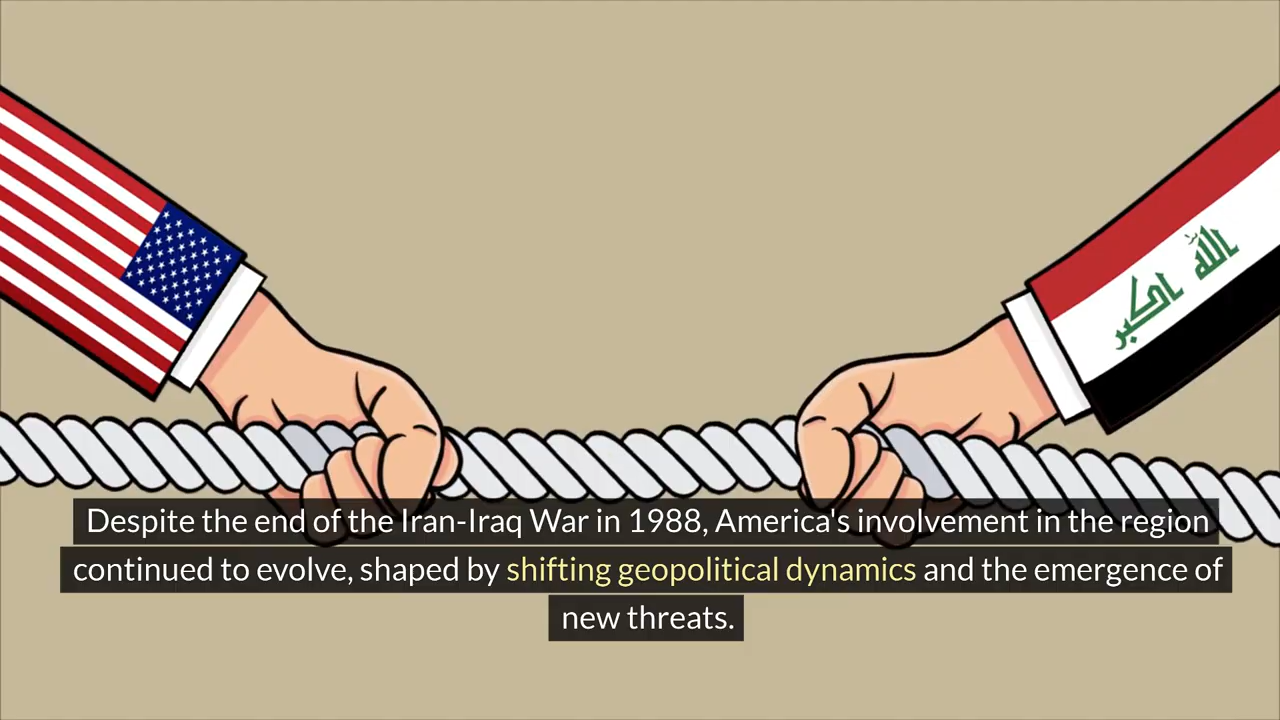 الله اكبر
Despite the end of the Iran-Iraq War in 1988, America's involvement in the region
continued to evolve, shaped by shifting geopolitical dynamics and the emergence of
new threats.